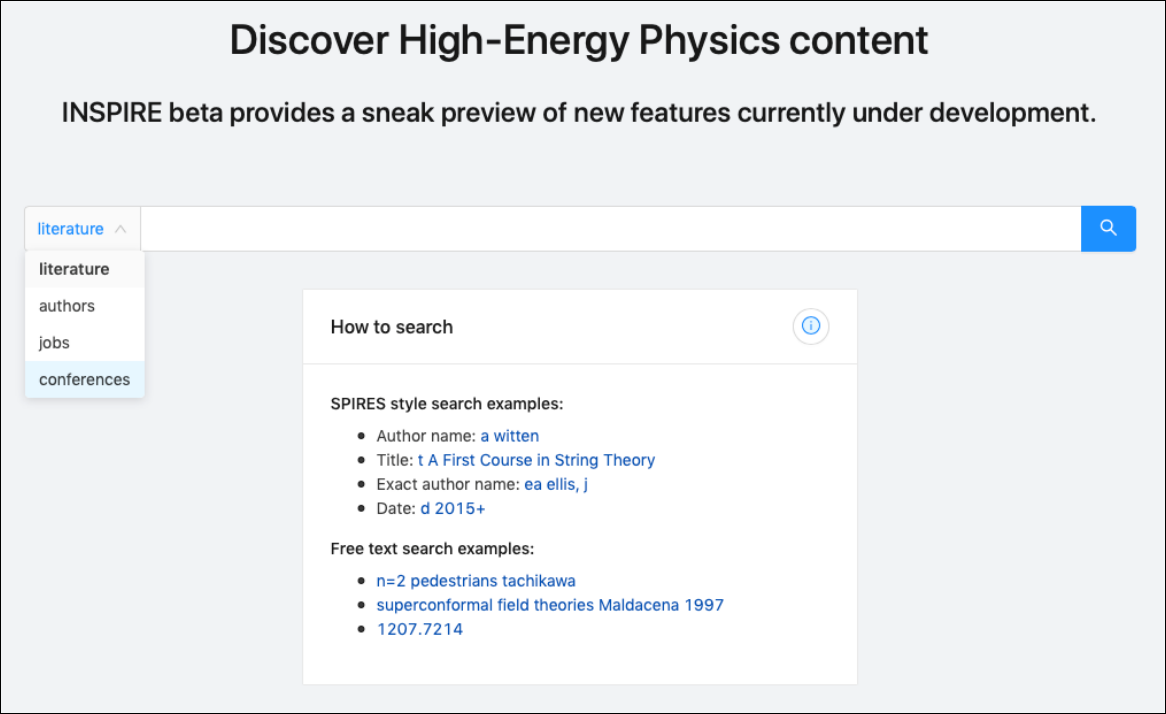 Discover High-Energy Physics content
INSPIRE beta provides a sneak preview of new features currently under development.
literature
literature
authors
jobs
conferences
How to search
SPIRES style search examples:
Author name: a witten
Title: t A First Course in String Theory
Exact author name: ea ellis, j
Date: d 2015+
Free text search examples:
n=2 pedestrians tachikawa
superconformal field theories Maldacena 1997
1207.7214